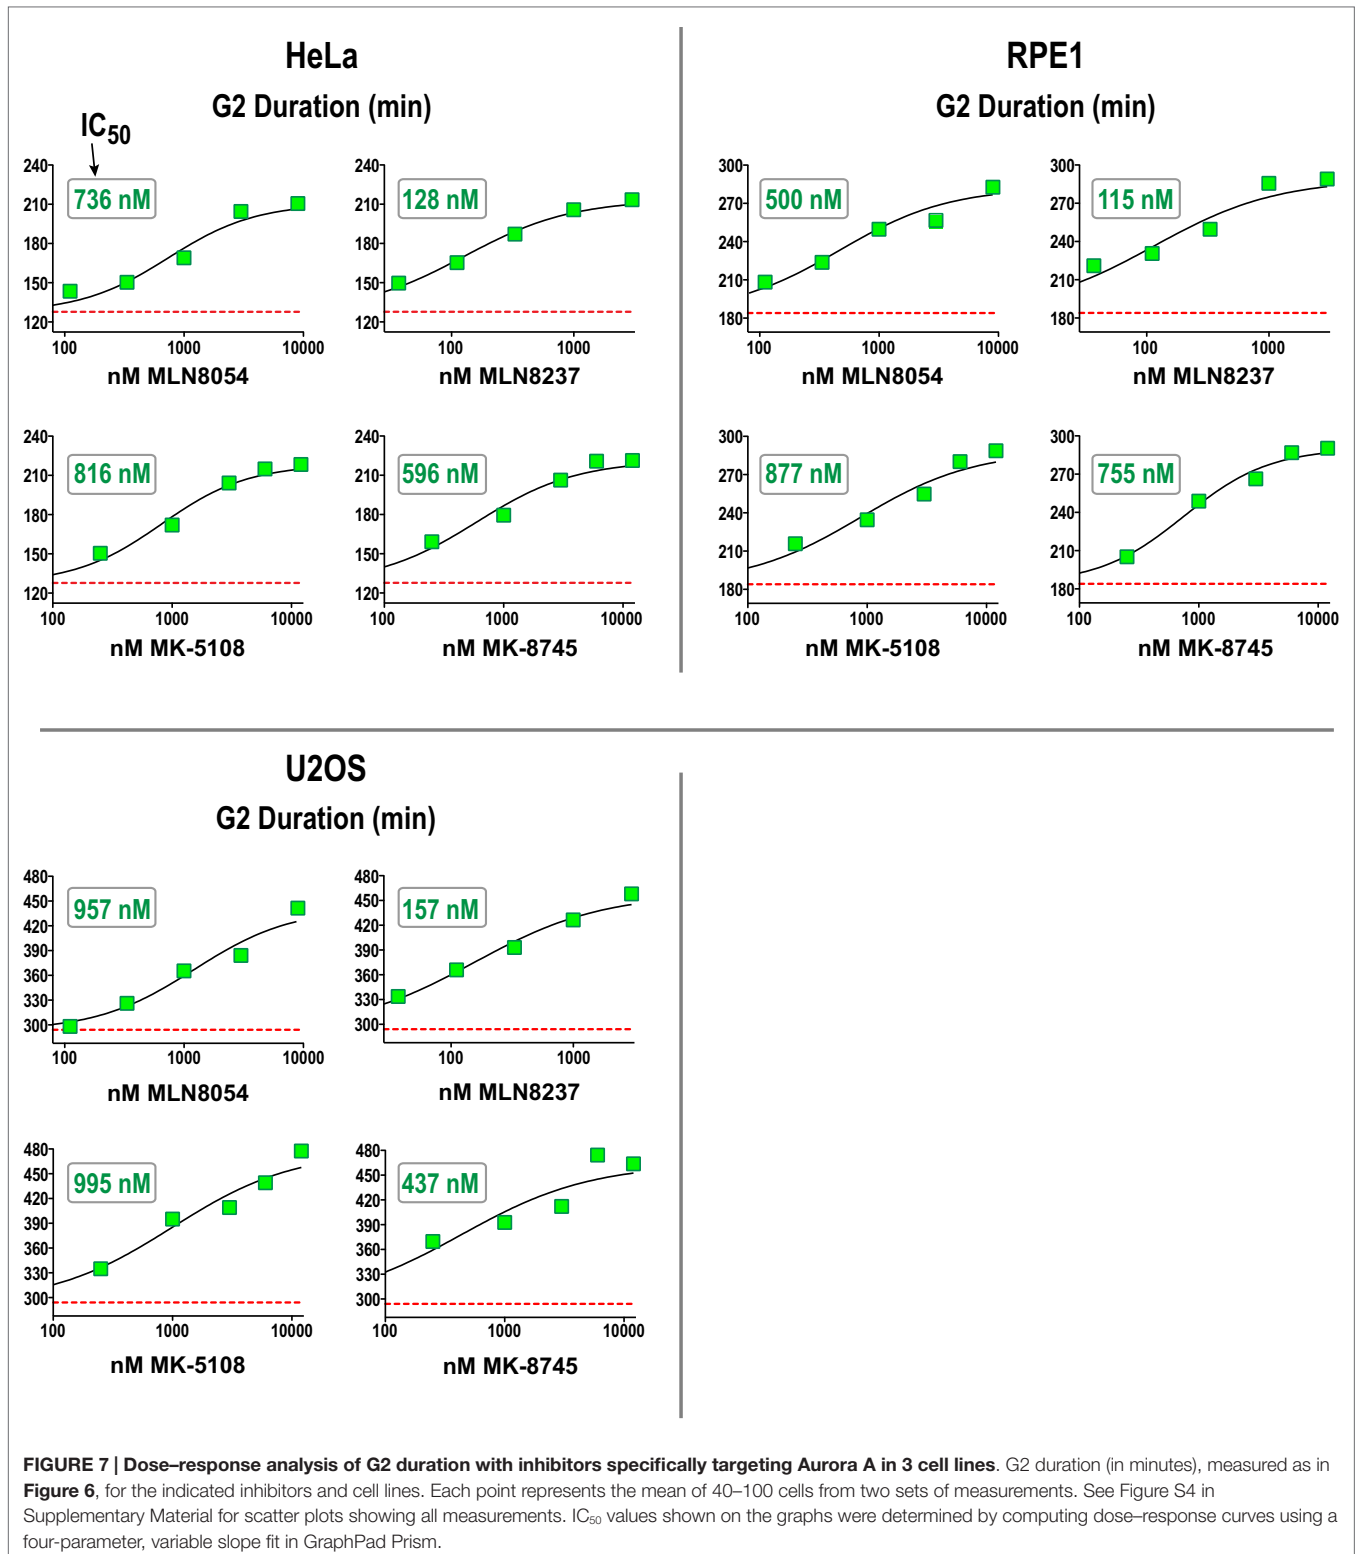 HeLa
G2 Duration (min)
IC50
240
210
180
150
120
736 nM
100 1000 10000
nM MLN8054
240
210
180
150
120
128 nM
100 1000
nM MLN8237
240
210
180
150
120
816 nM
100 1000 10000
nM MK-5108
240
210
180
150
120
596 nM
100 1000 10000
nM MK-8745
RPE1
G2 Duration (min)
300
270
240
210
180
500 nM
100 1000 10000
nM MLN8054
300
270
240
210
180
115 nM
100 1000
nM MLN8237
300
270
240
210
180
877 nM
100 1000 10000
nM MK-5108
300
270
240
210
180
755 nM
100 1000 10000
nM MK-8745
U2OS
G2 Duration (min)
480
450
420
390
360
330
300
957 nM
100 1000 10000
nM MLN8054
480
450
420
390
360
330
300
157 nM
100 1000
nM MLN8237
480
450
420
390
360
330
300
995 nM
100 1000 10000
nM MK-5108
480
450
420
390
360
330
300
437 nM
100 1000 10000
nM MK-8745
FIGURE 7 | Dose–response analysis of G2 duration with inhibitors specifically targeting Aurora A in 3 cell lines. G2 duration (in minutes), measured as in
Figure 6, for the indicated inhibitors and cell lines. Each point represents the mean of 40–100 cells from two sets of measurements. See Figure S4 in
Supplementary Material for scatter plots showing all measurements. IC50 values shown on the graphs were determined by computing dose–response curves using a
four-parameter, variable slope fit in GraphPad Prism.